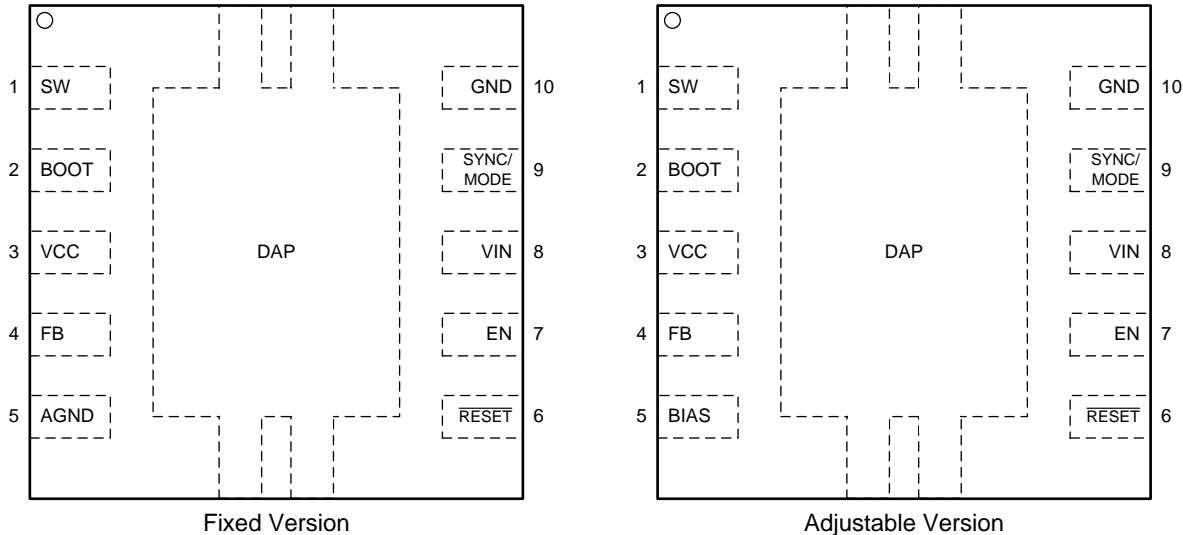 1 SW
GND 10
2 BOOT
SYNC/
MODE 9
3 VCC
DAP
VIN 8
4 FB
EN 7
5 AGND
RESET 6
Fixed Version
1 SW
GND 10
2 BOOT
SYNC/
MODE 9
3 VCC
DAP
VIN 8
4 FB
EN 7
5 BIAS
RESET 6
Adjustable Version